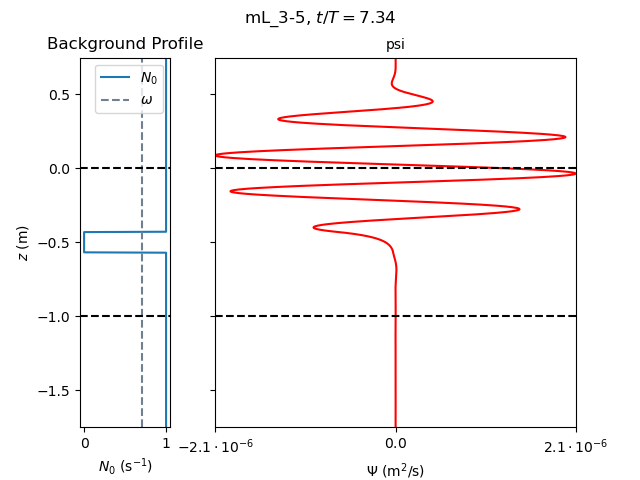 mL_3-5, t/T = 7.34
Background Profile
psi
N₀
ω
0.5
0.0
−0.5
−1.0
−1.5
z (m)
0
1
N₀ (s⁻¹)
−2.1 · 10⁻⁶
0.0
2.1 · 10⁻⁶
Ψ (m²/s)